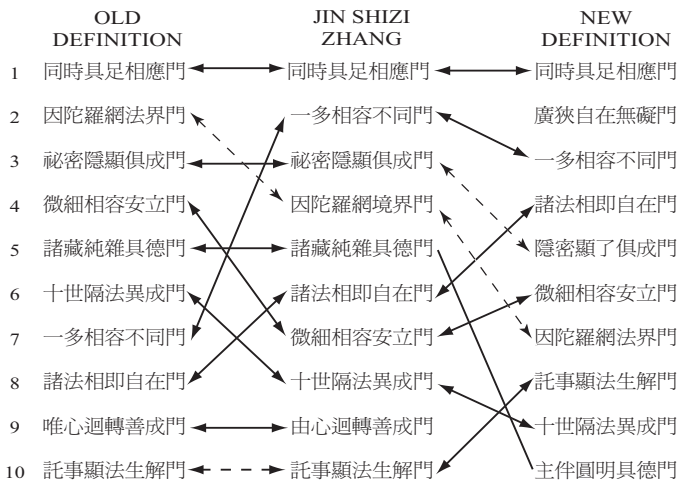 OLD DEFINITION JIN SHIZI ZHANG NEW DEFINITION
1 同時具足相應門 同時具足相應門 同時具足相應門
2 因陀羅網法界門 一多相容不同門 廣狹自在無礙門
3 祕密隱顯俱成門 祕密隱顯俱成門 一多相容不同門
4 微細相容安立門 因陀羅網境界門 諸法相即自在門
5 諸藏純雜具德門 諸藏純雜具德門 隱密顯了俱成門
6 十世隔法異成門 諸法相即自在門 微細相容安立門
7 一多相容不同門 微細相容安立門 因陀羅網法界門
8 諸法相即自在門 十世隔法異成門 託事顯法生解門
9 唯心迴轉善成門 由心迴轉善成門 十世隔法異成門
10 託事顯法生解門 託事顯法生解門 主伴圓明具德門